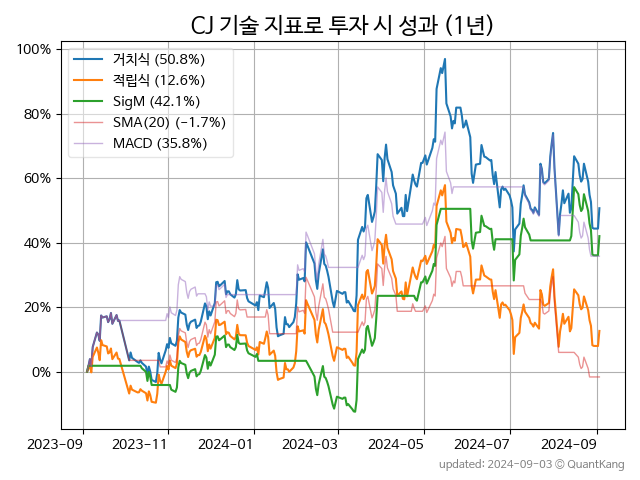 CJ 기술 지표로 투자 시 성과 (1년)
100%
80%
60%
40%
20%
0%
거치식 (50.8%)
적립식 (12.6%)
SigM (42.1%)
SMA(20) (−1.7%)
MACD (35.8%)
2023-09
2023-11
2024-01
2024-03
2024-05
2024-07
2024-09
updated: 2024-09-03 © QuantKang